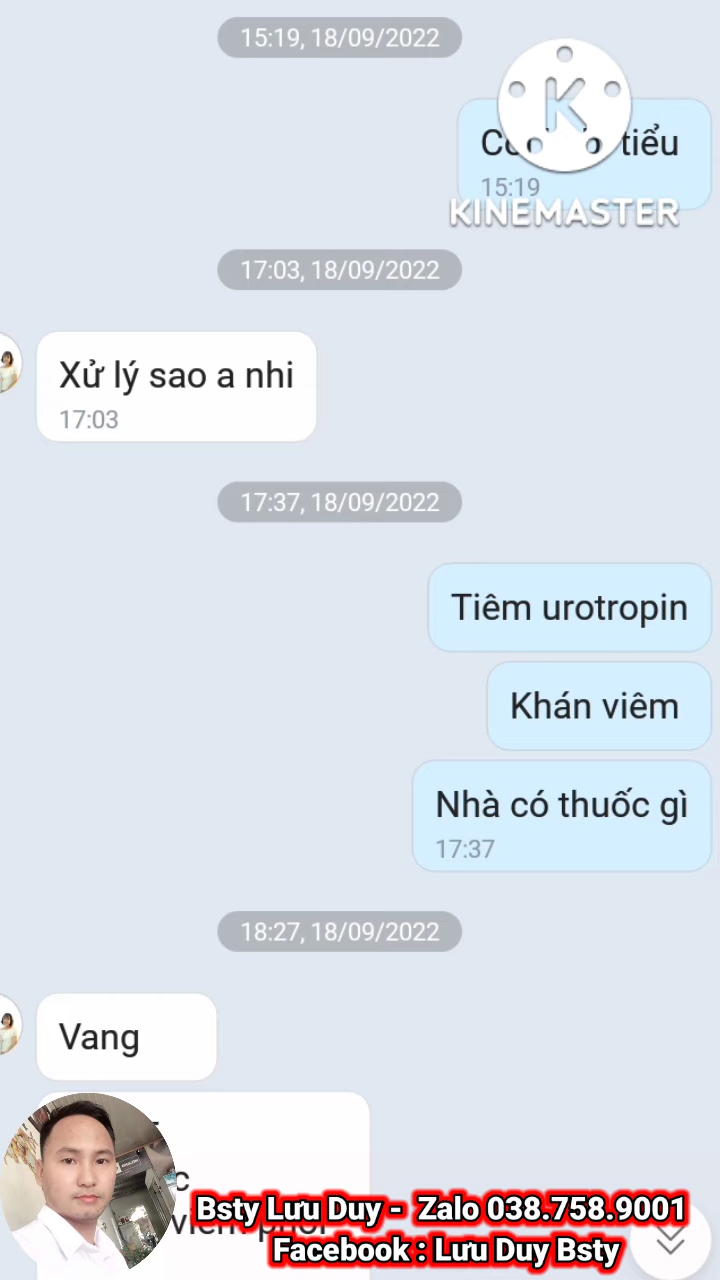 15:19, 18/09/2022
tiểu
15:19
KINEMASTER
17:03, 18/09/2022
Xử lý sao a nhi
17:03
17:37, 18/09/2022
Tiêm urotropin
Khán viêm
Nhà có thuốc gì
17:37
18:27, 18/09/2022
Vang
Bsty Lưu Duy - Zalo 038.758.9001
Facebook : Lưu Duy Bsty